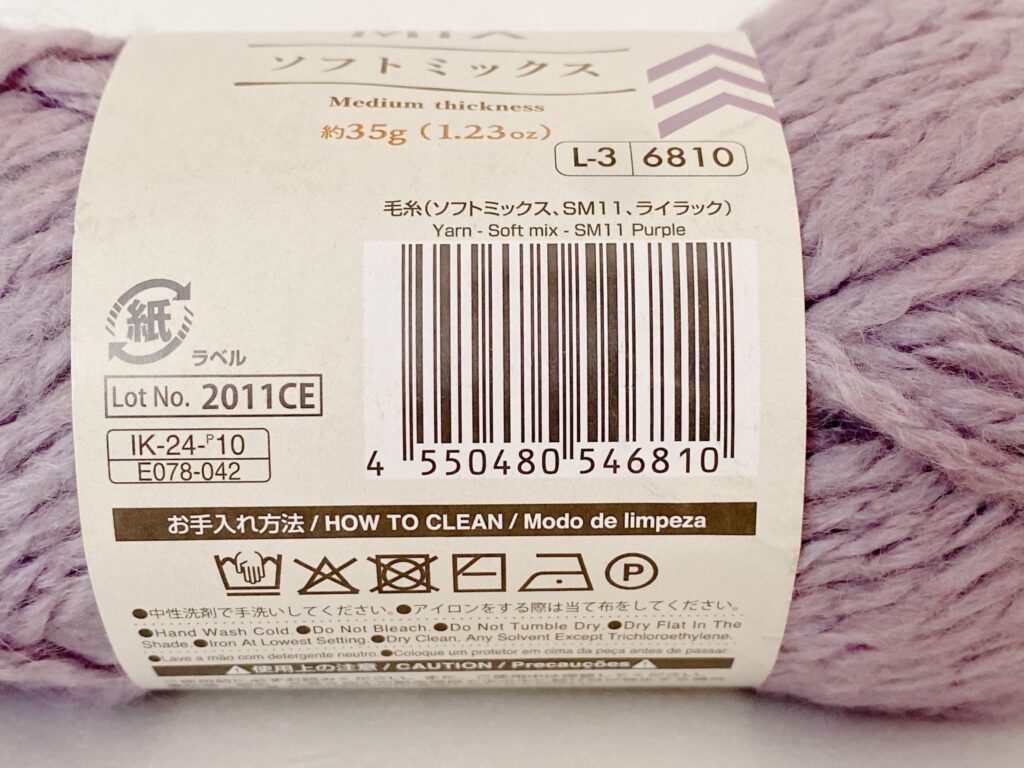 MIX
ソフトミックス
Medium thickness
約35g (1.23oz)
L-3 6810
毛糸(ソフトミックス、SM11、ライラック)
Yarn - Soft mix - SM11 Purple
紙
ラベル
Lot No. 2011CE
IK-24-P10
E078-042
4 550480 546810
お手入れ方法 / HOW TO CLEAN / Modo de limpeza
P
●中性洗剤で手洗いしてください。●アイロンをする際は当て布をしてください。
●Hand Wash Cold. ●Do Not Bleach. ●Do Not Tumble Dry. ●Dry Flat In The
Shade. ●Iron At Lowest Setting. ●Dry Clean, Any Solvent Except Trichloroethylene.
●Lave a mão com detergente neutro ●Coloque um protetor em cima da peça antes de passar.
使用上の注意 / CAUTION / Precauções